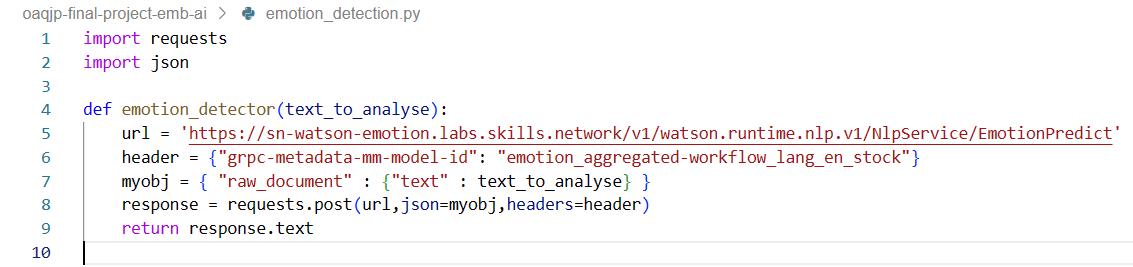 oaqjp-final-project-emb-ai > emotion_detection.py
1 import requests
2 import json
3
4 def emotion_detector(text_to_analyse):
5     url = 'https://sn-watson-emotion.labs.skills.network/v1/watson.runtime.nlp.v1/NlpService/EmotionPredict'
6     header = {"grpc-metadata-mm-model-id": "emotion_aggregated-workflow_lang_en_stock"}
7     myobj = { "raw_document" : {"text" : text_to_analyse} }
8     response = requests.post(url,json=myobj,headers=header)
9     return response.text
10